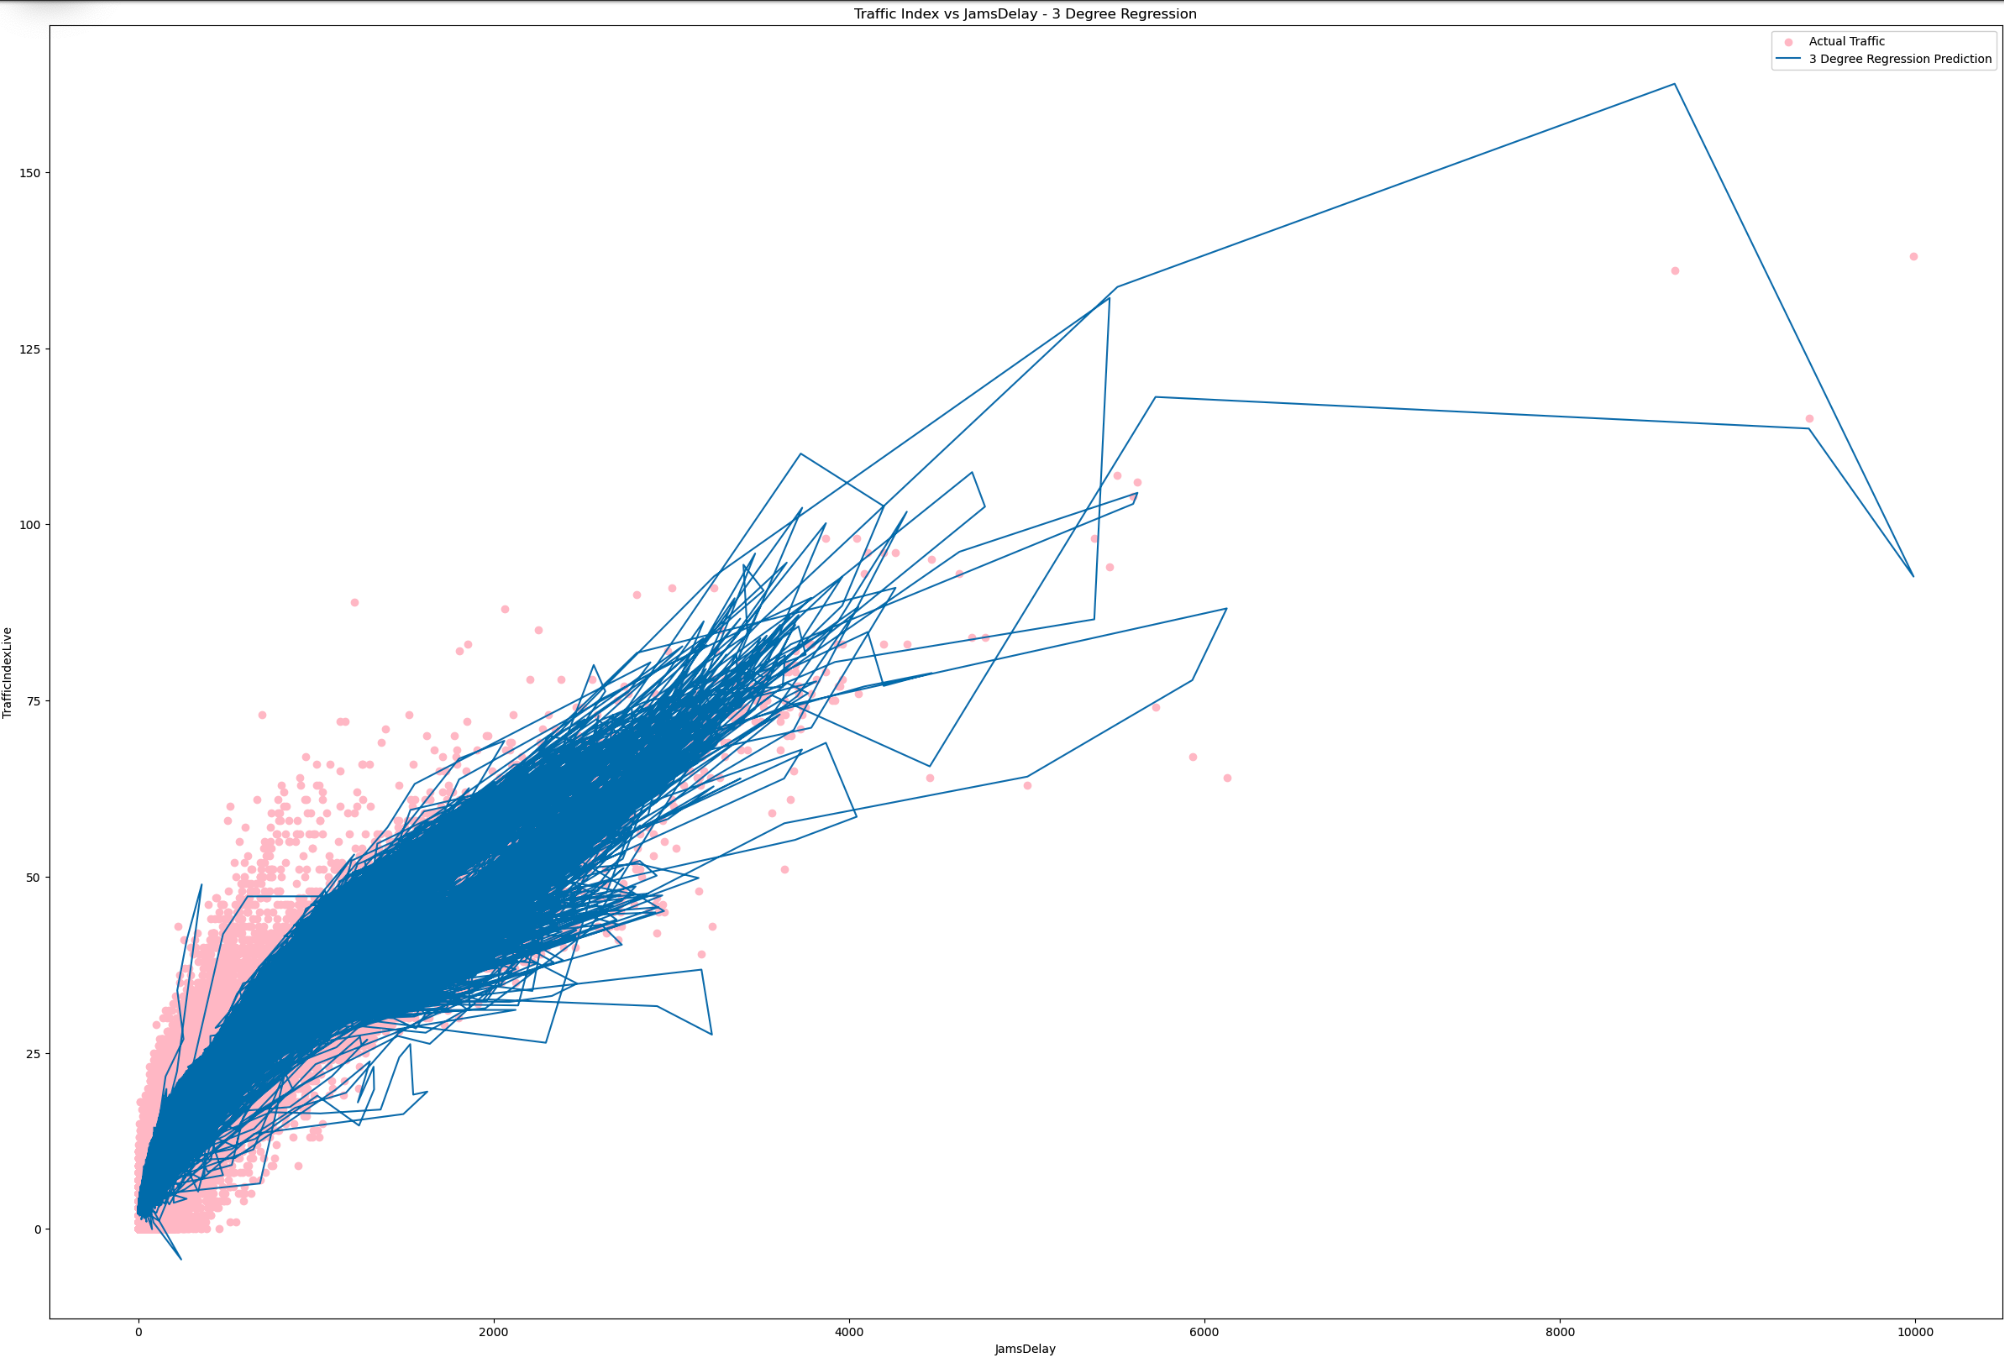 Traffic Index vs JamsDelay - 3 Degree Regression
Actual Traffic
3 Degree Regression Prediction
150
125
100
75
50
25
0
TrafficIndexLive
0
2000
4000
6000
8000
10000
JamsDelay